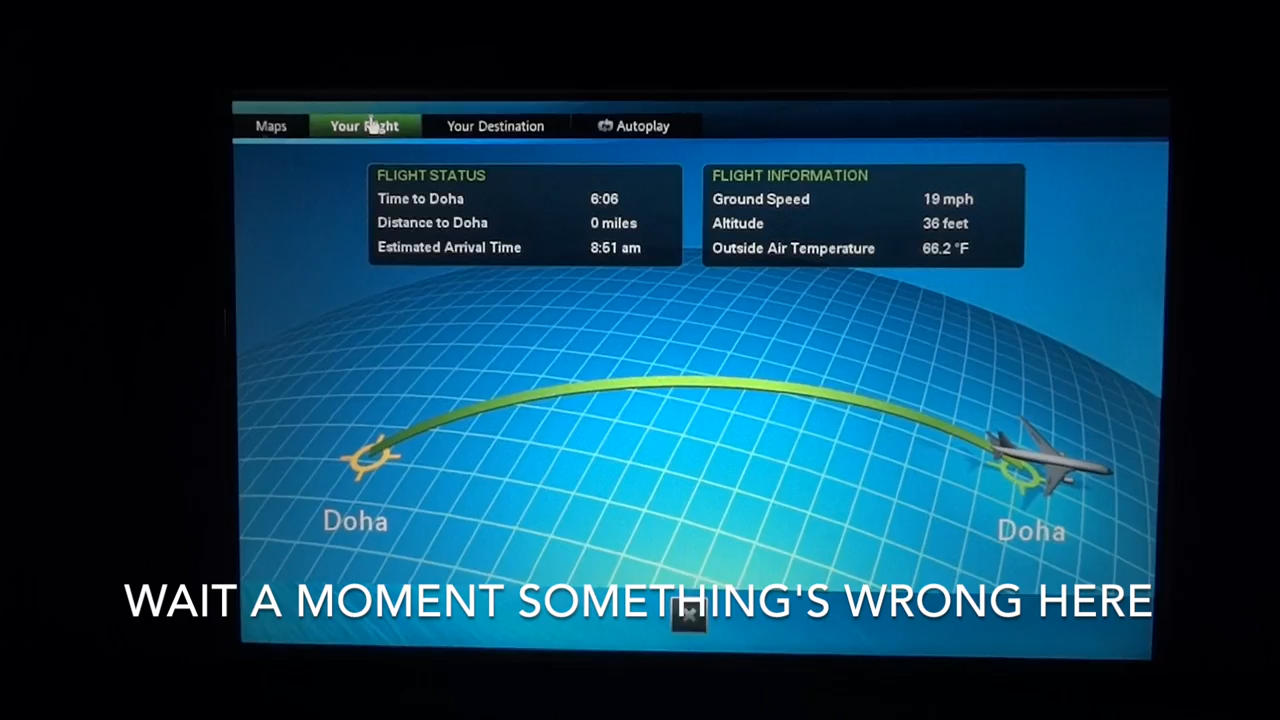 Maps Your Flight Your Destination Autoplay
FLIGHT STATUS
Time to Doha 6:06
Distance to Doha 0 miles
Estimated Arrival Time 8:51 am
FLIGHT INFORMATION
Ground Speed 19 mph
Altitude 36 feet
Outside Air Temperature 66.2 °F
Doha
Doha
WAIT A MOMENT SOMETHING'S WRONG HERE